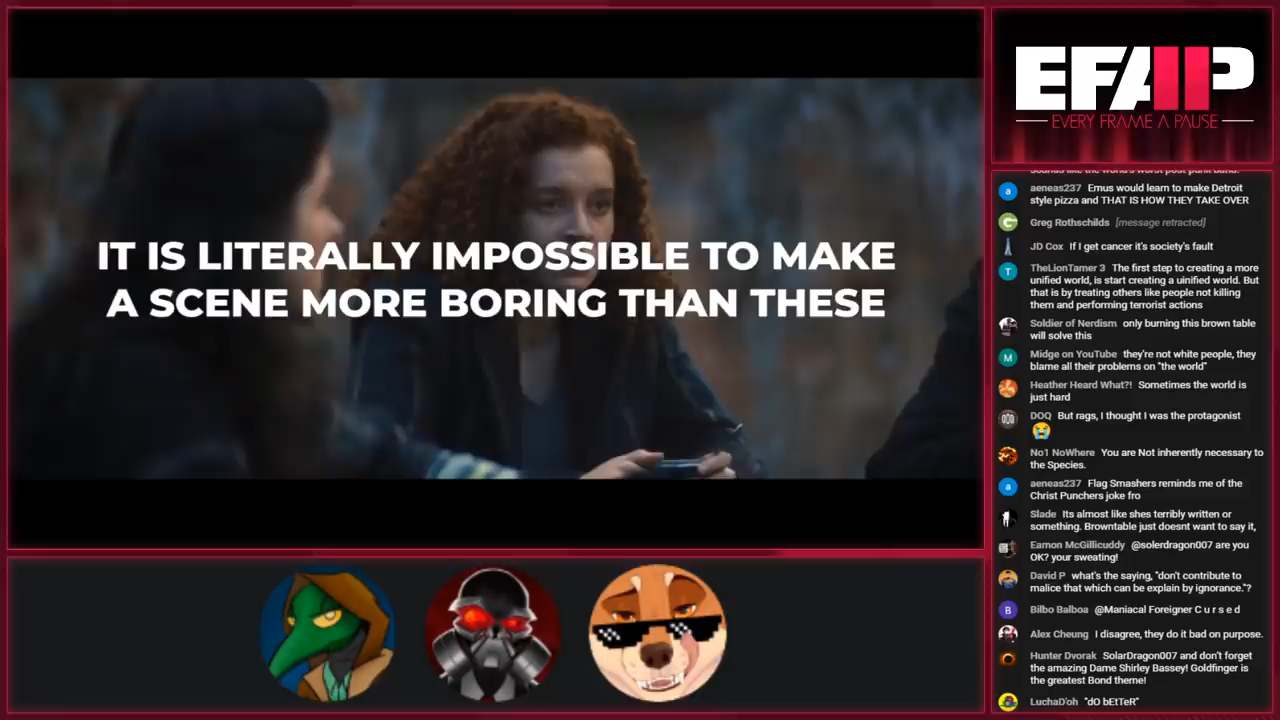 IT IS LITERALLY IMPOSSIBLE TO MAKE
A SCENE MORE BORING THAN THESE
EFAP
EVERY FRAME A PAUSE
sounds like the world's worst post punk band.
aeneas237 Emus would learn to make Detroit
style pizza and THAT IS HOW THEY TAKE OVER
Greg Rothschilds [message retracted]
JD Cox If I get cancer it's society's fault
TheLionTamer 3 The first step to creating a more
unified world, is start creating a uinified world. But
that is by treating others like people not killing
them and performing terrorist actions
Soldier of Nerdism only burning this brown table
will solve this
Midge on YouTube they're not white people, they
blame all their problems on "the world"
Heather Heard What?! Sometimes the world is
just hard
DOQ But rags, I thought I was the protagonist
No1 NoWhere You are Not inherently necessary to
the Species.
aeneas237 Flag Smashers reminds me of the
Christ Punchers joke fro
Slade Its almost like shes terribly written or
something. Browntable just doesnt want to say it,
Eamon McGillicuddy @solerdragon007 are you
OK? your sweating!
David P what's the saying, "don't contribute to
malice that which can be explain by ignorance."?
Bilbo Balboa @Maniacal Foreigner C u r s e d
Alex Cheung I disagree, they do it bad on purpose.
Hunter Dvorak SolarDragon007 and don't forget
the amazing Dame Shirley Bassey! Goldfinger is
the greatest Bond theme!
LuchaD'oh "dO bEtTeR"